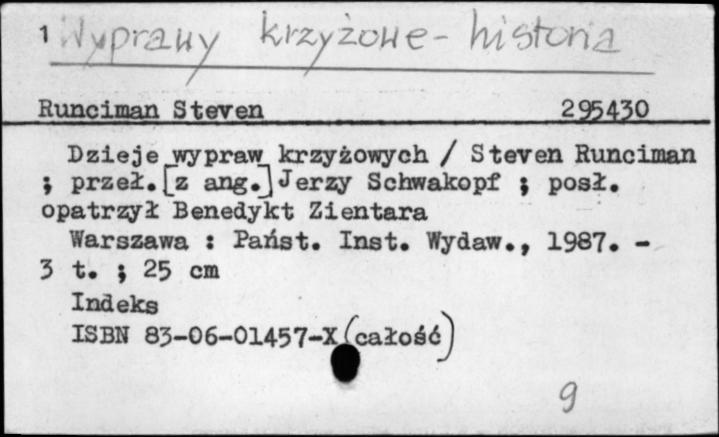 1 Wyprawy krzyżowe - historia
Runciman Steven 295430
Dzieje wypraw krzyżowych / Steven Runciman
; przeł. [z ang.] Jerzy Schwakopf ; posł.
opatrzył Benedykt Zientara
Warszawa : Państ. Inst. Wydaw., 1987. -
3 t. ; 25 cm
Indeks
ISBN 83-06-01457-X (całość)
9